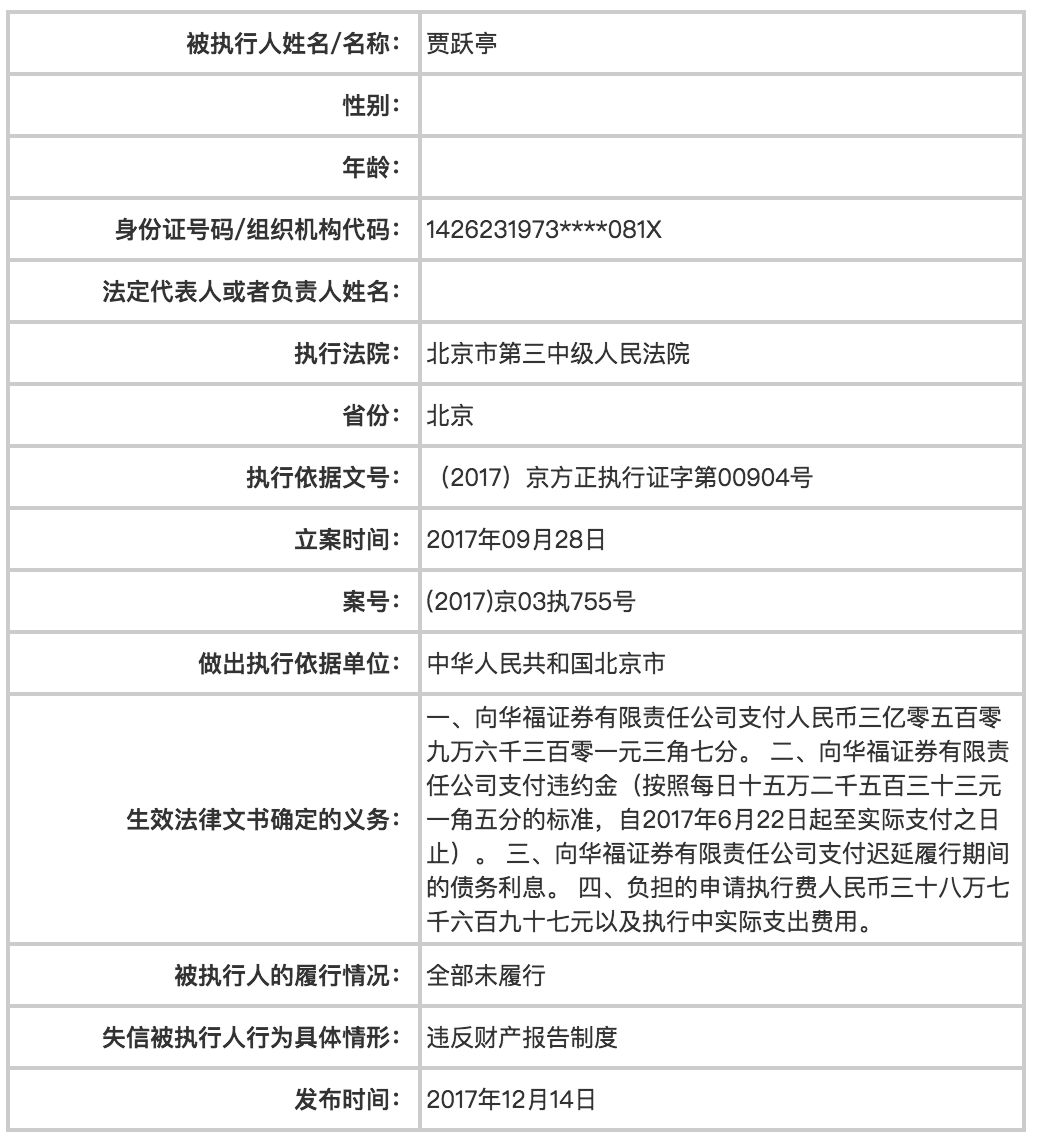 被执行人姓名/名称： 贾跃亭
性别：
年龄：
身份证号码/组织机构代码： 1426231973****081X
法定代表人或者负责人姓名：
执行法院： 北京市第三中级人民法院
省份： 北京
执行依据文号： （2017）京方正执行证字第00904号
立案时间： 2017年09月28日
案号： (2017)京03执755号
做出执行依据单位： 中华人民共和国北京市
生效法律文书确定的义务：
一、向华福证券有限责任公司支付人民币三亿零五百零
九万六千三百零一元三角七分。 二、向华福证券有限责
任公司支付违约金（按照每日十五万二千五百三十三元
一角五分的标准，自2017年6月22日起至实际支付之日
止）。 三、向华福证券有限责任公司支付迟延履行期间
的债务利息。 四、负担的申请执行费人民币三十八万七
千六百九十七元以及执行中实际支出费用。
被执行人的履行情况： 全部未履行
失信被执行人行为具体情形： 违反财产报告制度
发布时间： 2017年12月14日